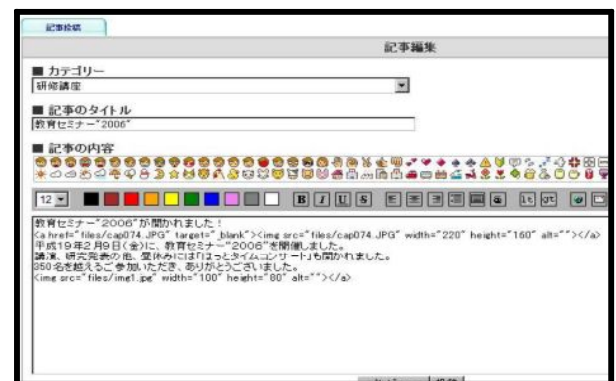 記事投稿
記事編集
■ カテゴリー
研修講座
■ 記事のタイトル
教育セミナー"2006"
■ 記事の内容
12 B I U S
教育セミナー"2006"が開かれました！
<a href="files/cap074.JPG" target="_blank"><img src="files/cap074.JPG" width="220" height="160" alt=""></a>
平成19年2月9日(金)に、教育セミナー"2006"を開催しました。
講演、研究発表の他、昼休みには「ほっとタイムコンサート」も開かれました。
350名を越えるご参加いただき、ありがとうございました。
<img src="files/img1.jpg" width="100" height="80" alt=""></a>